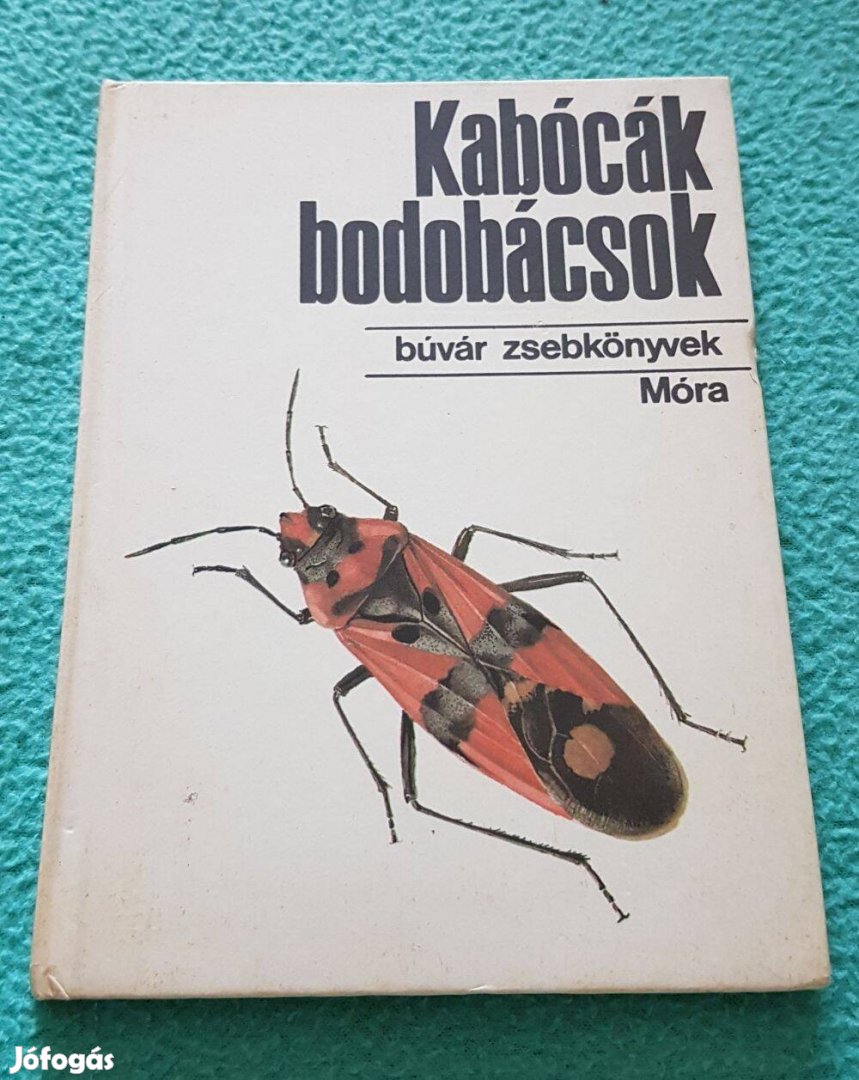 Kabócák
bodobácsok
búvár zsebkönyvek
Móra
Jófogás